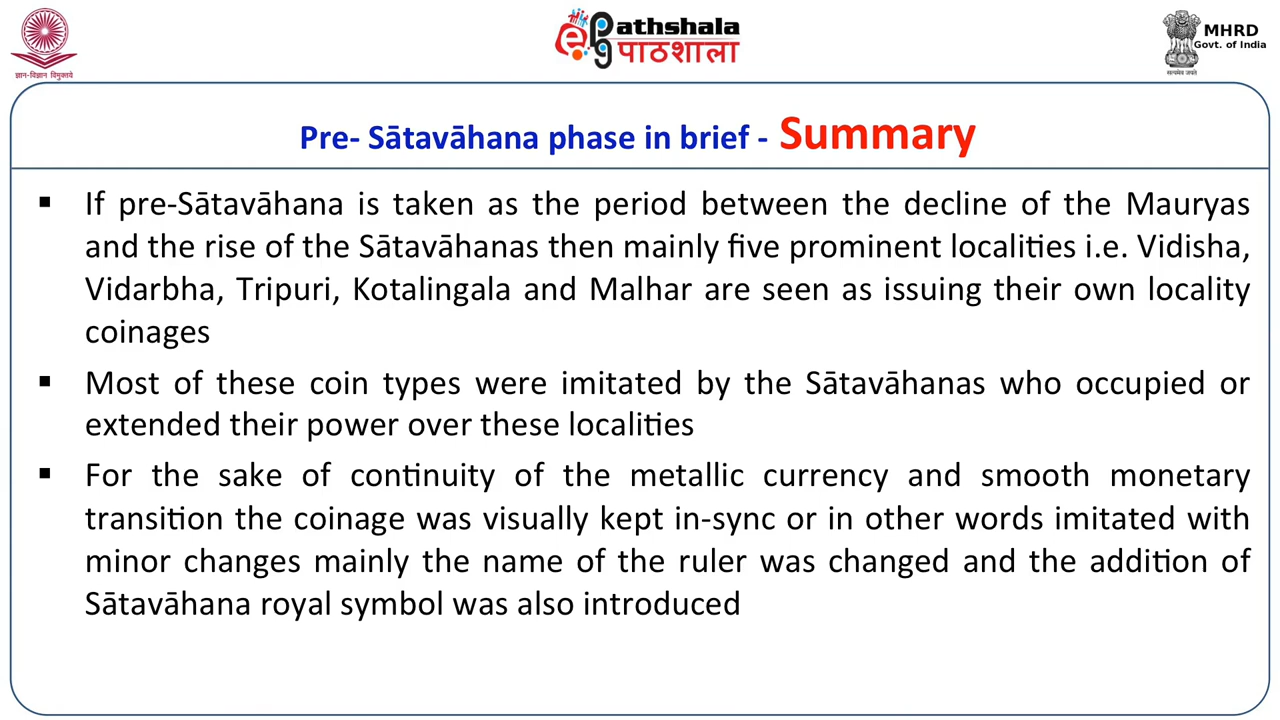 ज्ञान-विज्ञान विमुक्तये
ePathshala
पाठशाला
MHRD
Govt. of India
सत्यमेव जयते
Pre- Sātavāhana phase in brief - Summary
▪ If pre-Sātavāhana is taken as the period between the decline of the Mauryas
and the rise of the Sātavāhanas then mainly five prominent localities i.e. Vidisha,
Vidarbha, Tripuri, Kotalingala and Malhar are seen as issuing their own locality
coinages
▪ Most of these coin types were imitated by the Sātavāhanas who occupied or
extended their power over these localities
▪ For the sake of continuity of the metallic currency and smooth monetary
transition the coinage was visually kept in-sync or in other words imitated with
minor changes mainly the name of the ruler was changed and the addition of
Sātavāhana royal symbol was also introduced